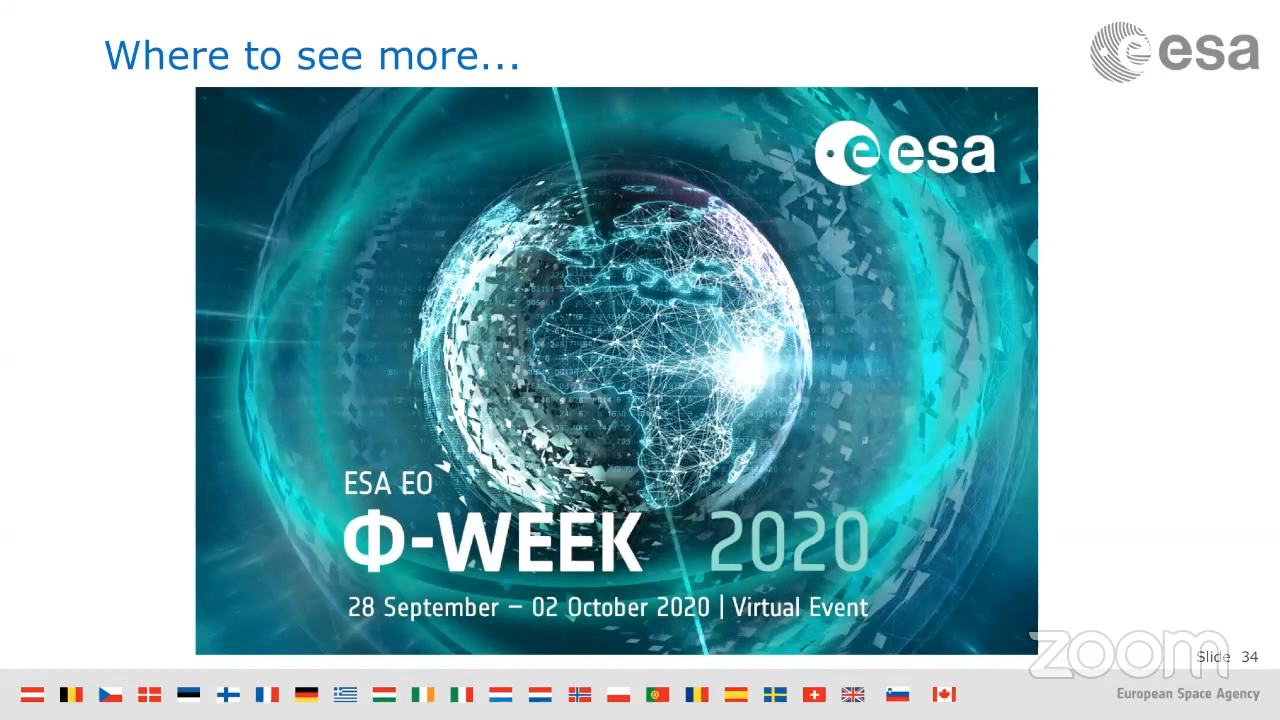 Where to see more...
esa
esa
ESA EO
Φ-WEEK 2020
28 September – 02 October 2020 | Virtual Event
zoom
Slide 34
European Space Agency